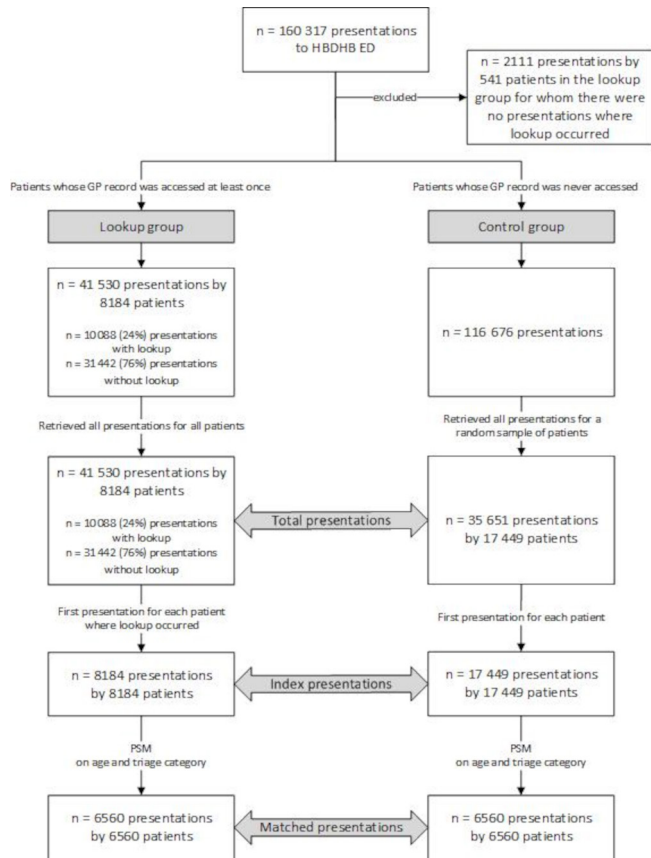 n = 160 317 presentations
to HBDHB ED
n = 2111 presentations by
541 patients in the lookup
group for whom there were
no presentations where
lookup occurred
excluded
Patients whose GP record was accessed at least once
Patients whose GP record was never accessed
Lookup group
Control group
n = 41 530 presentations by
8184 patients
n = 10 088 (24%) presentations
with lookup
n = 31 442 (76%) presentations
without lookup
n = 116 676 presentations
Retrieved all presentations for all patients
Retrieved all presentations for a
random sample of patients
n = 41 530 presentations by
8184 patients
n = 10 088 (24%) presentations
with lookup
n = 31 442 (76%) presentations
without lookup
Total presentations
n = 35 651 presentations
by 17 449 patients
First presentation for each patient
where lookup occurred
First presentation for each patient
n = 8184 presentations
by 8184 patients
Index presentations
n = 17 449 presentations
by 17 449 patients
PSM
on age and triage category
PSM
on age and triage category
n = 6560 presentations
by 6560 patients
Matched presentations
n = 6560 presentations
by 6560 patients